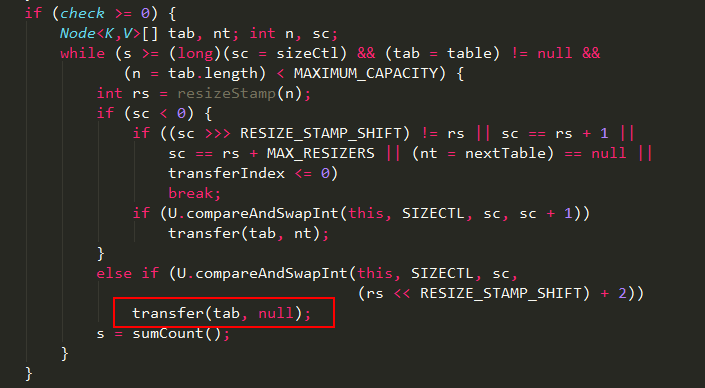 if (check >= 0) {
Node<K,V>[] tab, nt; int n, sc;
while (s >= (long)(sc = sizeCtl) && (tab = table) != null &&
(n = tab.length) < MAXIMUM_CAPACITY) {
int rs = resizeStamp(n);
if (sc < 0) {
if ((sc >>> RESIZE_STAMP_SHIFT) != rs || sc == rs + 1 ||
sc == rs + MAX_RESIZERS || (nt = nextTable) == null ||
transferIndex <= 0)
break;
if (U.compareAndSwapInt(this, SIZECTL, sc, sc + 1))
transfer(tab, nt);
}
else if (U.compareAndSwapInt(this, SIZECTL, sc,
(rs << RESIZE_STAMP_SHIFT) + 2))
transfer(tab, null);
s = sumCount();
}
}